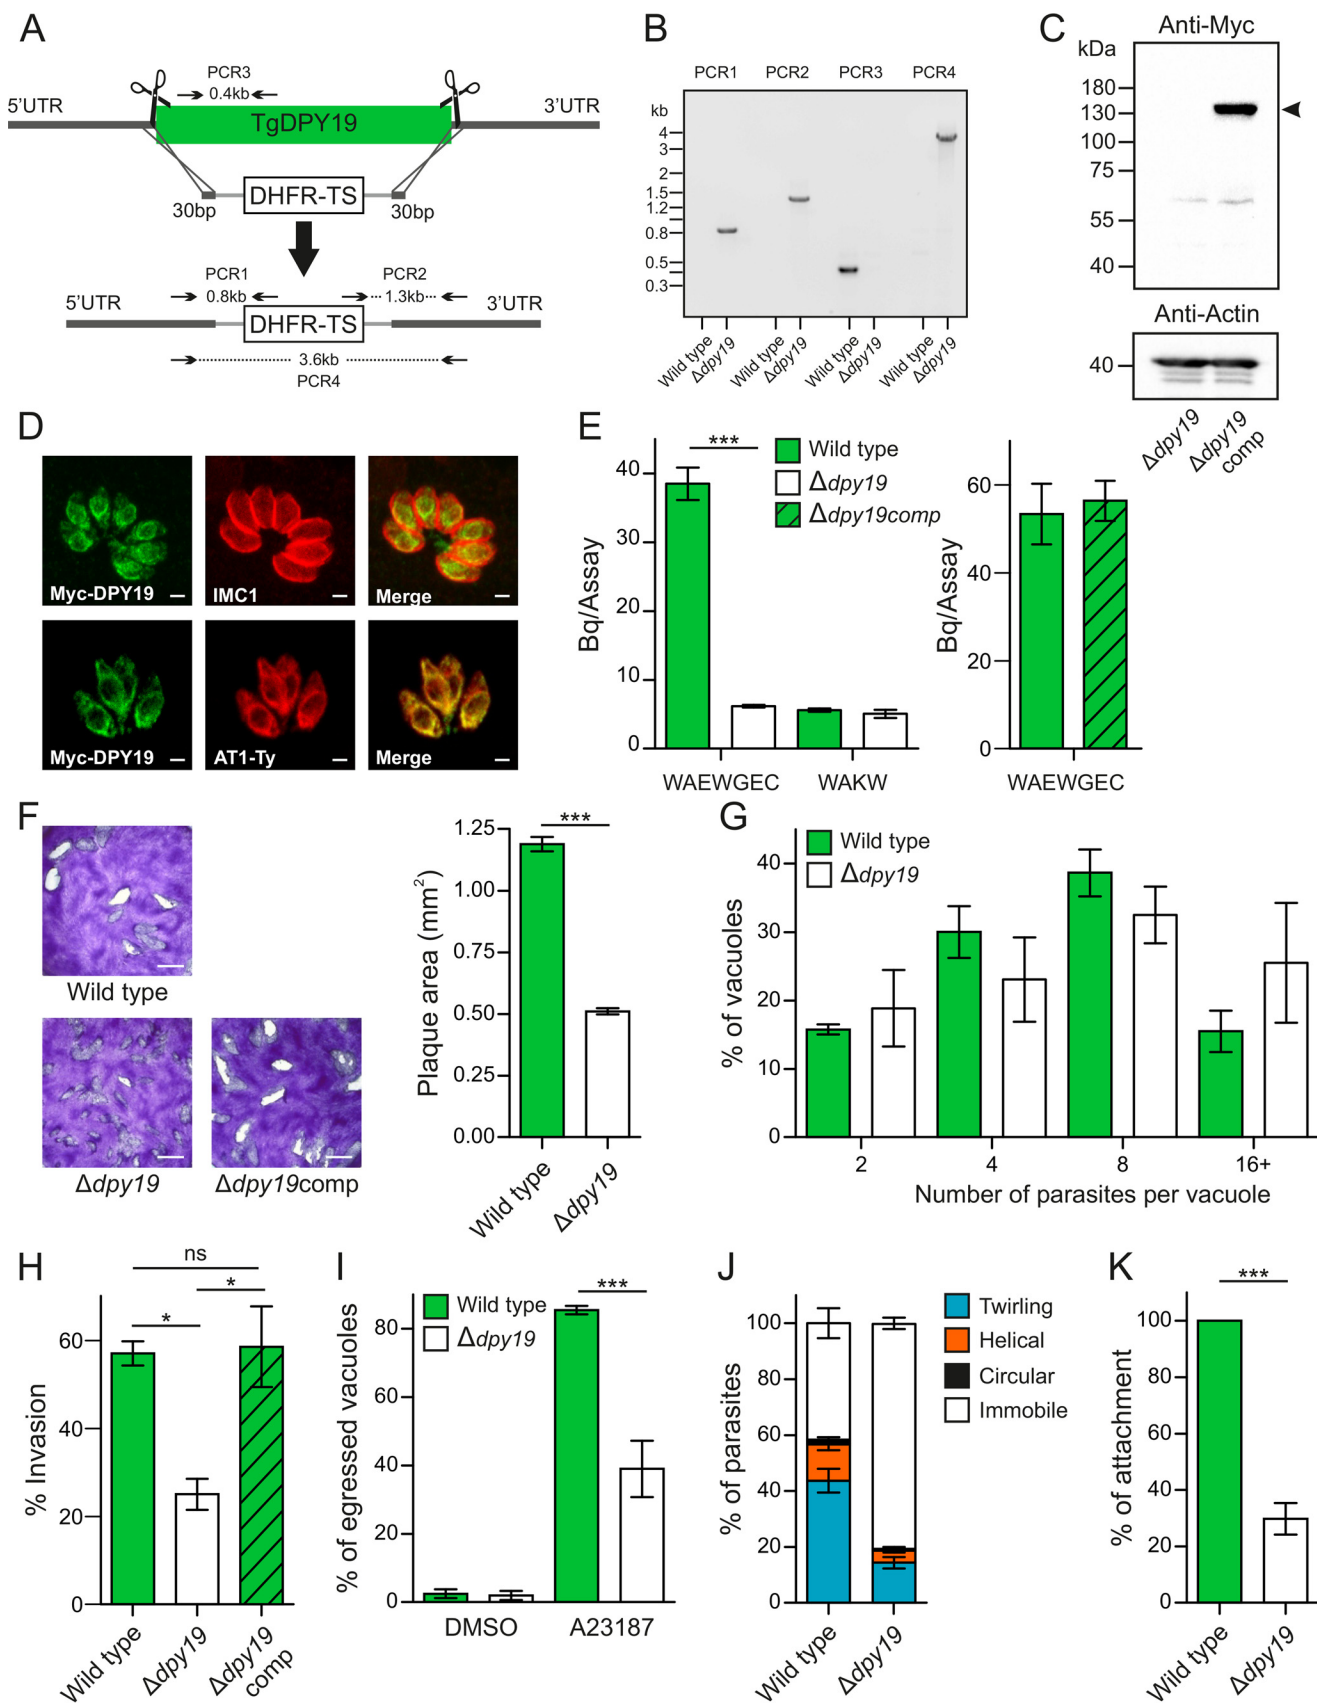 A
PCR3
0.4kb
5'UTR
3'UTR
TgDPY19
DHFR-TS
30bp
30bp
PCR1
PCR2
0.8kb
1.3kb
5'UTR
3'UTR
DHFR-TS
3.6kb
PCR4
B
PCR1 PCR2 PCR3 PCR4
kb
4
3
2
1.5
1.2
0.8
0.5
0.3
Wild type
Δdpy19
Wild type
Δdpy19
Wild type
Δdpy19
Wild type
Δdpy19
C
Anti-Myc
kDa
180
130
100
75
55
40
Anti-Actin
40
Δdpy19
Δdpy19
comp
D
Myc-DPY19
IMC1
Merge
Myc-DPY19
AT1-Ty
Merge
E
***
Wild type
Δdpy19
Δdpy19comp
Bq/Assay
40
30
20
10
0
WAEWGEC
WAKW
Bq/Assay
60
40
20
0
WAEWGEC
F
Wild type
Δdpy19
Δdpy19comp
***
Plaque area (mm²)
1.25
1.00
0.75
0.50
0.25
0.00
Wild type
Δdpy19
G
Wild type
Δdpy19
% of vacuoles
40
30
20
10
0
2
4
8
16+
Number of parasites per vacuole
H
ns
*
*
% Invasion
60
40
20
0
Wild type
Δdpy19
Δdpy19
comp
I
Wild type
Δdpy19
***
% of egressed vacuoles
80
60
40
20
0
DMSO
A23187
J
Twirling
Helical
Circular
Immobile
% of parasites
100
80
60
40
20
0
Wild type
Δdpy19
K
***
% of attachment
100
80
60
40
20
0
Wild type
Δdpy19